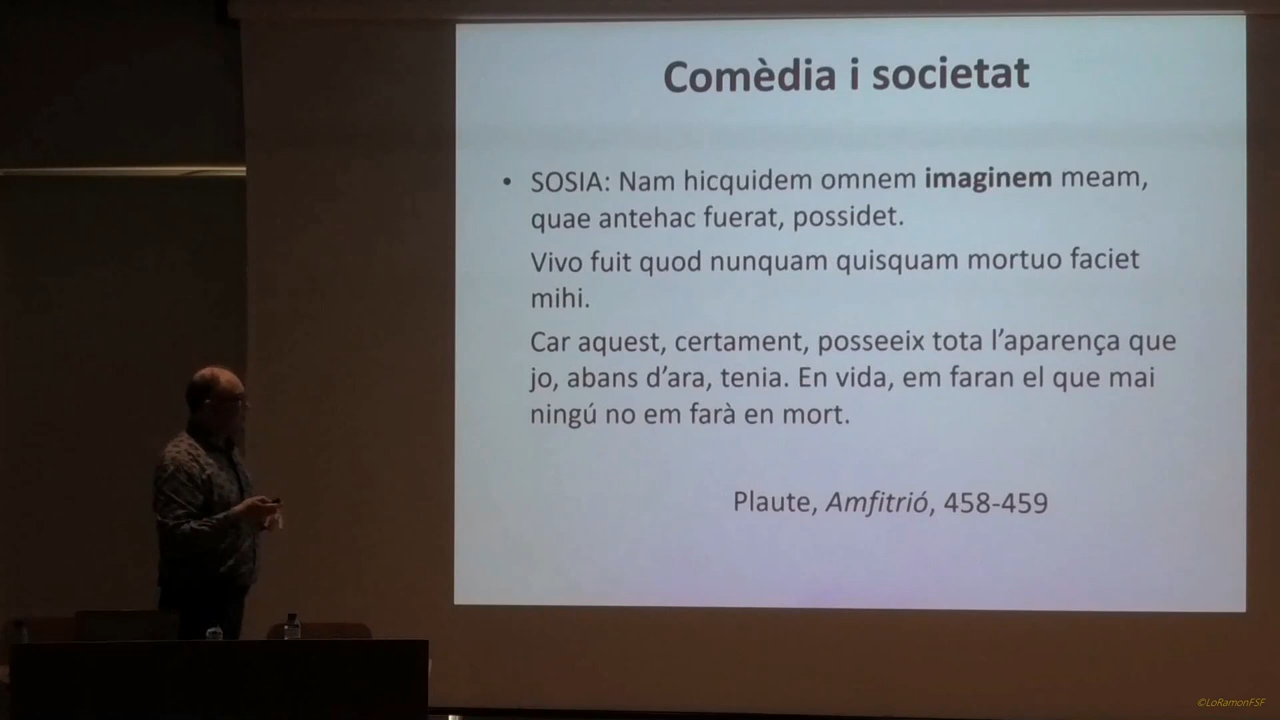 Comèdia i societat
• SOSIA: Nam hicquidem omnem imaginem meam,
quae antehac fuerat, possidet.
Vivo fuit quod nunquam quisquam mortuo faciet
mihi.
Car aquest, certament, posseeix tota l’aparença que
jo, abans d’ara, tenia. En vida, em faran el que mai
ningú no em farà en mort.
Plaute, Amfitrió, 458-459
©LoRamonFSF